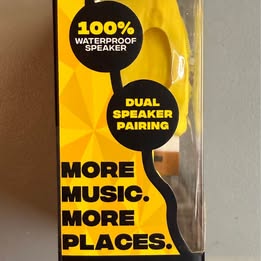 100%
WATERPROOF
SPEAKER
DUAL
SPEAKER
PAIRING
MORE
MUSIC.
MORE
PLACES.